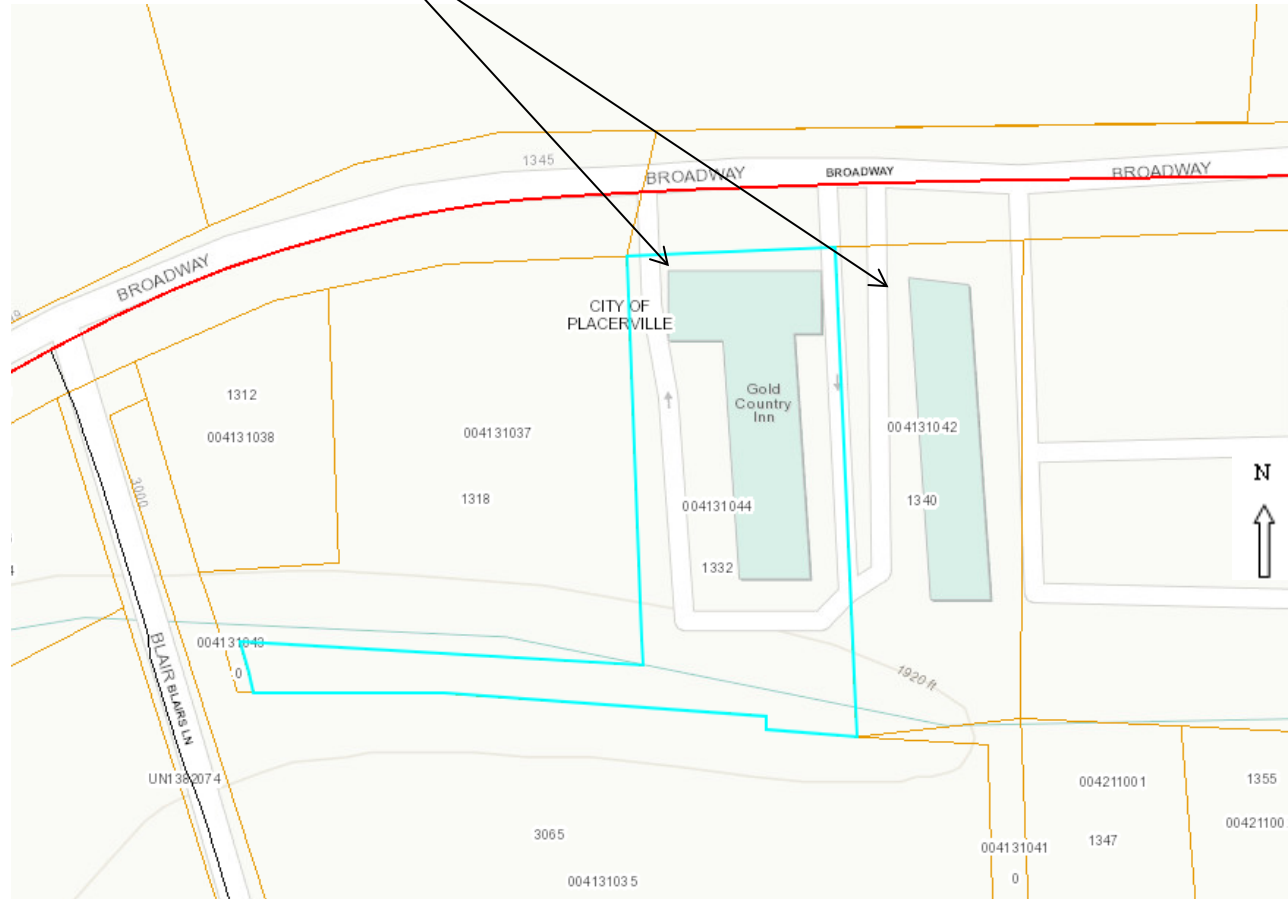 1345
BROADWAY
BROADWAY
BROADWAY
BROADWAY
CITY OF
PLACERVILLE
1312
004131038
004131037
1318
3000
Gold
Country
Inn
004131042
1340
004131044
1332
N
004131043
0
BLAIR
BLAIRS LN
UN1382074
1920 ft
3065
004131035
004211001
1347
004131041
0
1355
00421100